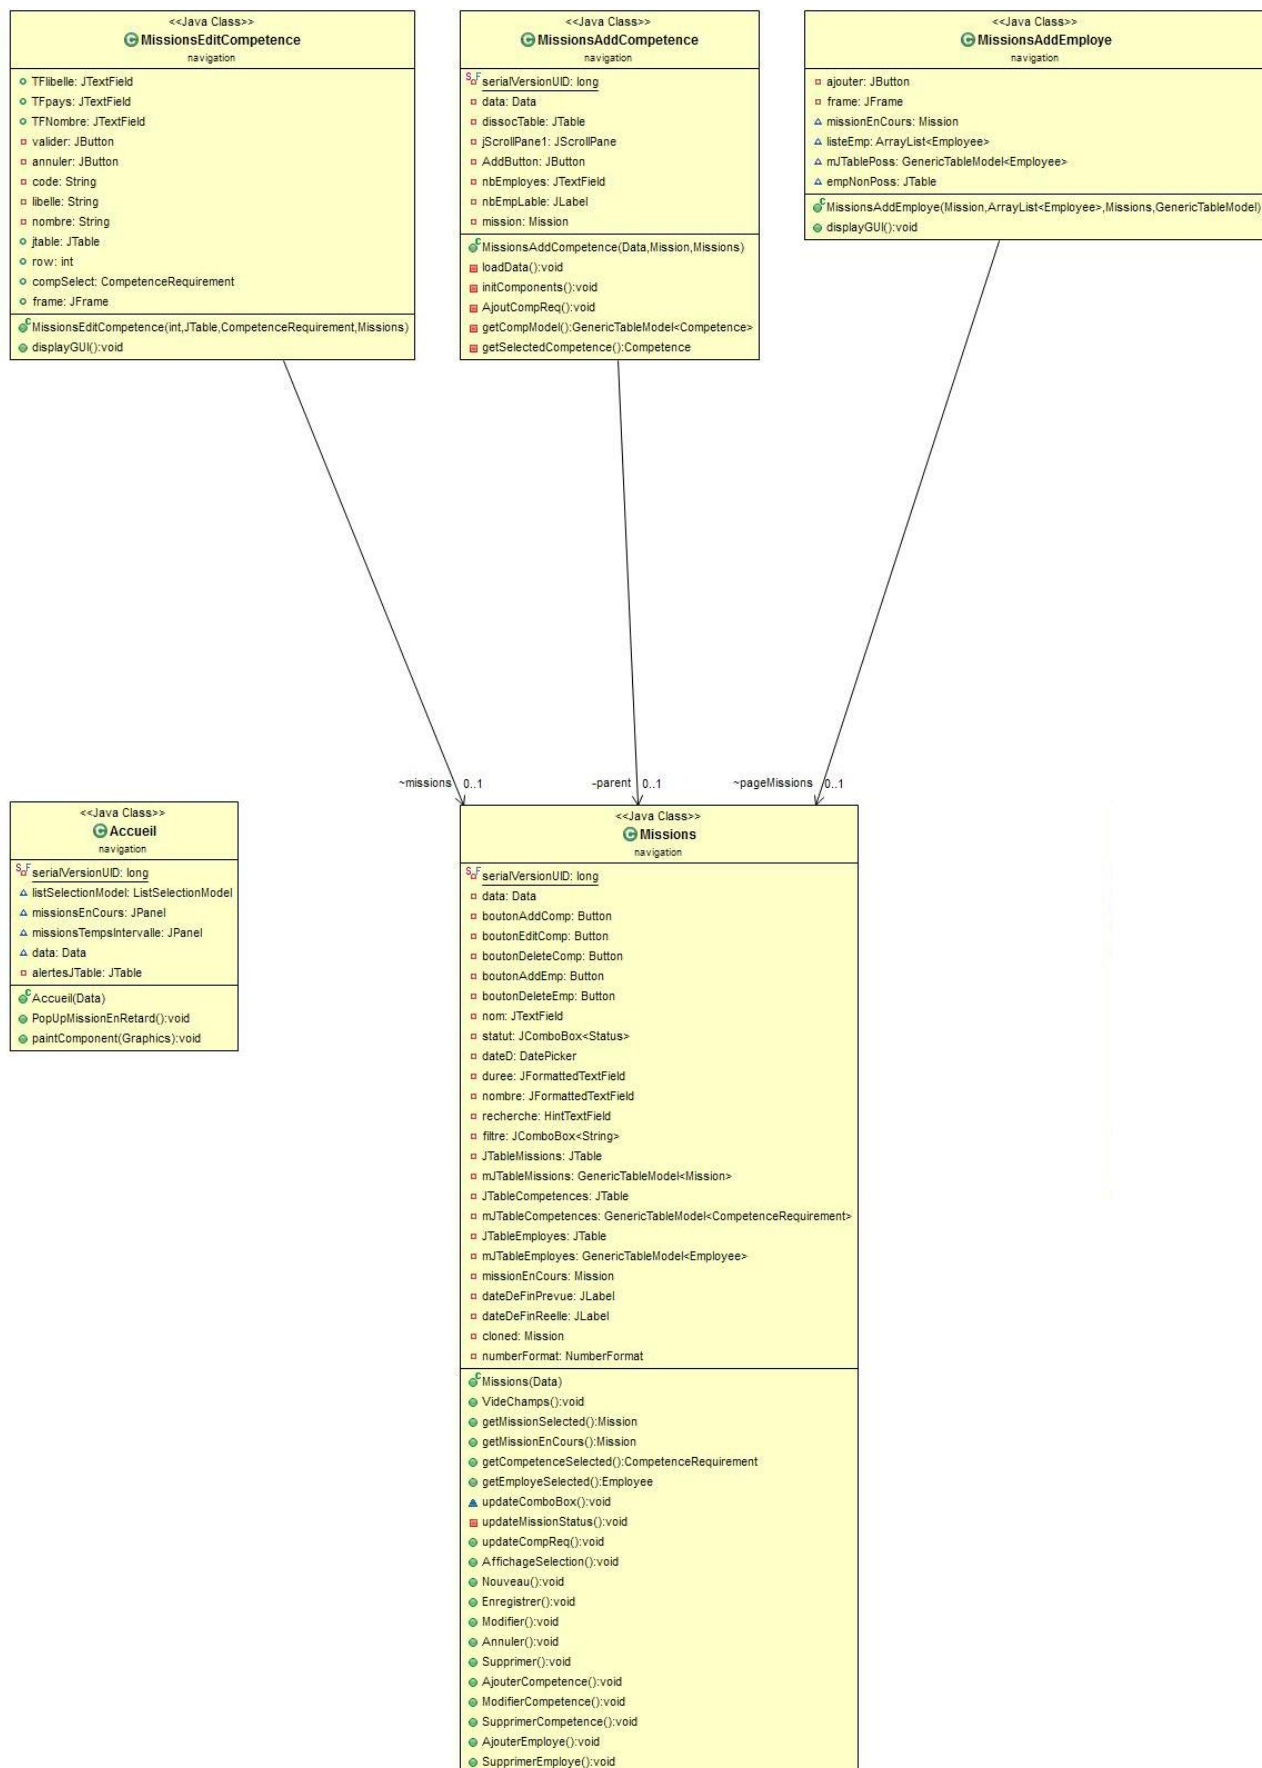 <<Java Class>>
MissionsEditCompetence
navigation
TFlibelle: JTextField
TFpays: JTextField
TFNombre: JTextField
valider: JButton
annuler: JButton
code: String
libelle: String
nombre: String
jtable: JTable
row: int
compSelect: CompetenceRequirement
frame: JFrame
MissionsEditCompetence(int,JTable,CompetenceRequirement,Missions)
displayGUI():void
<<Java Class>>
MissionsAddCompetence
navigation
serialVersionUID: long
data: Data
dissocTable: JTable
jScrollPane1: JScrollPane
AddButton: JButton
nbEmployes: JTextField
nbEmpLable: JLabel
mission: Mission
MissionsAddCompetence(Data,Mission,Missions)
loadData():void
initComponents():void
AjoutCompReq():void
getCompModel():GenericTableModel<Competence>
getSelectedCompetence():Competence
<<Java Class>>
MissionsAddEmploye
navigation
ajouter: JButton
frame: JFrame
missionEnCours: Mission
listeEmp: ArrayList<Employee>
mJTablePoss: GenericTableModel<Employee>
empNonPoss: JTable
MissionsAddEmploye(Mission,ArrayList<Employee>,Missions,GenericTableModel)
displayGUI():void
~missions 0..1
-parent 0..1
~pageMissions 0..1
<<Java Class>>
Accueil
navigation
serialVersionUID: long
listSelectionModel: ListSelectionModel
missionsEnCours: JPanel
missionsTempsIntervalle: JPanel
data: Data
alertesJTable: JTable
Accueil(Data)
PopUpMissionEnRetard():void
paintComponent(Graphics):void
<<Java Class>>
Missions
navigation
serialVersionUID: long
data: Data
boutonAddComp: Button
boutonEditComp: Button
boutonDeleteComp: Button
boutonAddEmp: Button
boutonDeleteEmp: Button
nom: JTextField
statut: JComboBox<Status>
dateD: DatePicker
duree: JFormattedTextField
nombre: JFormattedTextField
recherche: HintTextField
filtre: JComboBox<String>
JTableMissions: JTable
mJTableMissions: GenericTableModel<Mission>
JTableCompetences: JTable
mJTableCompetences: GenericTableModel<CompetenceRequirement>
JTableEmployes: JTable
mJTableEmployes: GenericTableModel<Employee>
missionEnCours: Mission
dateDeFinPrevue: JLabel
dateDeFinReelle: JLabel
cloned: Mission
numberFormat: NumberFormat
Missions(Data)
VideChamps():void
getMissionSelected():Mission
getMissionEnCours():Mission
getCompetenceSelected():CompetenceRequirement
getEmployeSelected():Employee
updateComboBox():void
updateMissionStatus():void
updateCompReq():void
AffichageSelection():void
Nouveau():void
Enregistrer():void
Modifier():void
Annuler():void
Supprimer():void
AjouterCompetence():void
ModifierCompetence():void
SupprimerCompetence():void
AjouterEmploye():void
SupprimerEmploye():void